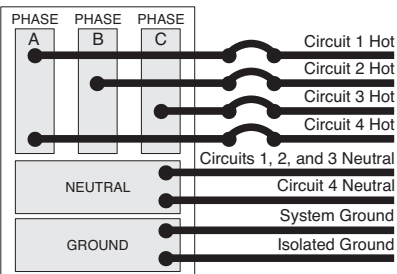 PHASE PHASE PHASE
A B C
Circuit 1 Hot
Circuit 2 Hot
Circuit 3 Hot
Circuit 4 Hot
Circuits 1, 2, and 3 Neutral
NEUTRAL
Circuit 4 Neutral
System Ground
GROUND
Isolated Ground